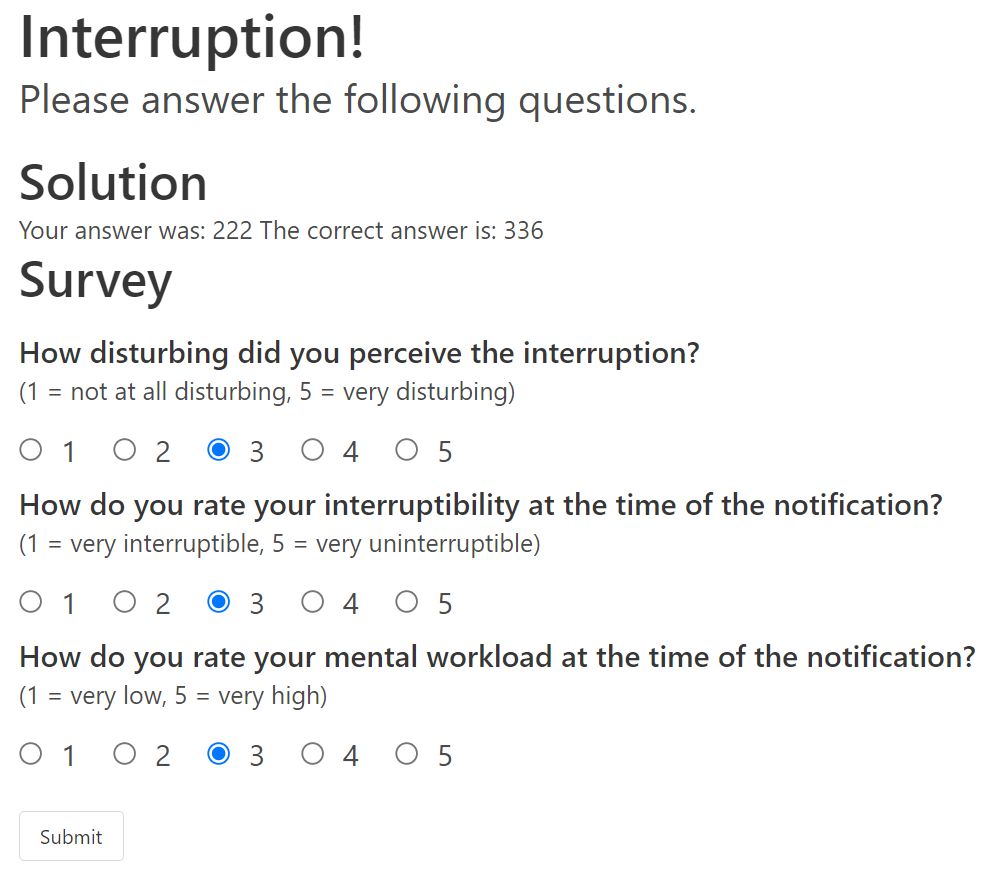 Interruption!
Please answer the following questions.
Solution
Your answer was: 222 The correct answer is: 336
Survey
How disturbing did you perceive the interruption?
(1 = not at all disturbing, 5 = very disturbing)
1 2 3 4 5
How do you rate your interruptibility at the time of the notification?
(1 = very interruptible, 5 = very uninterruptible)
1 2 3 4 5
How do you rate your mental workload at the time of the notification?
(1 = very low, 5 = very high)
1 2 3 4 5
Submit